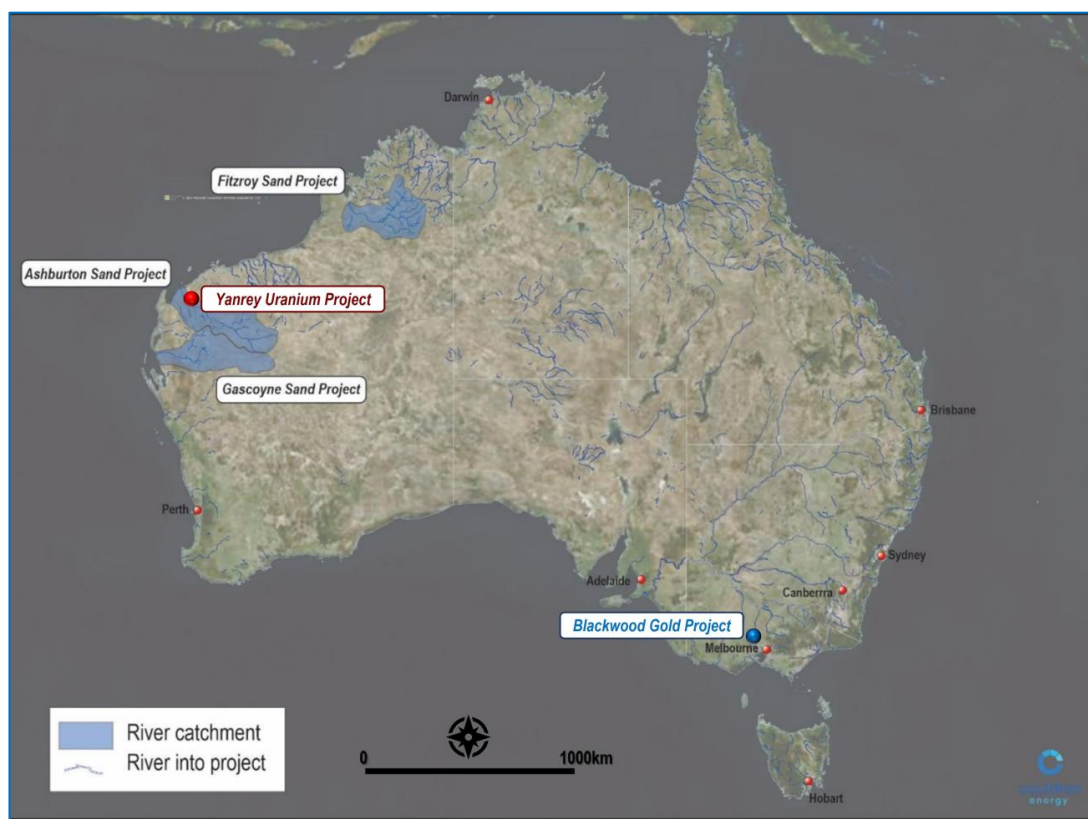 Darwin
Fitzroy Sand Project
Ashburton Sand Project
Yanrey Uranium Project
Gascoyne Sand Project
Brisbane
Perth
Sydney
Adelaide
Canberrra
Blackwood Gold Project
Melbourne
River catchment
River into project
0 1000km
Hobart
energy